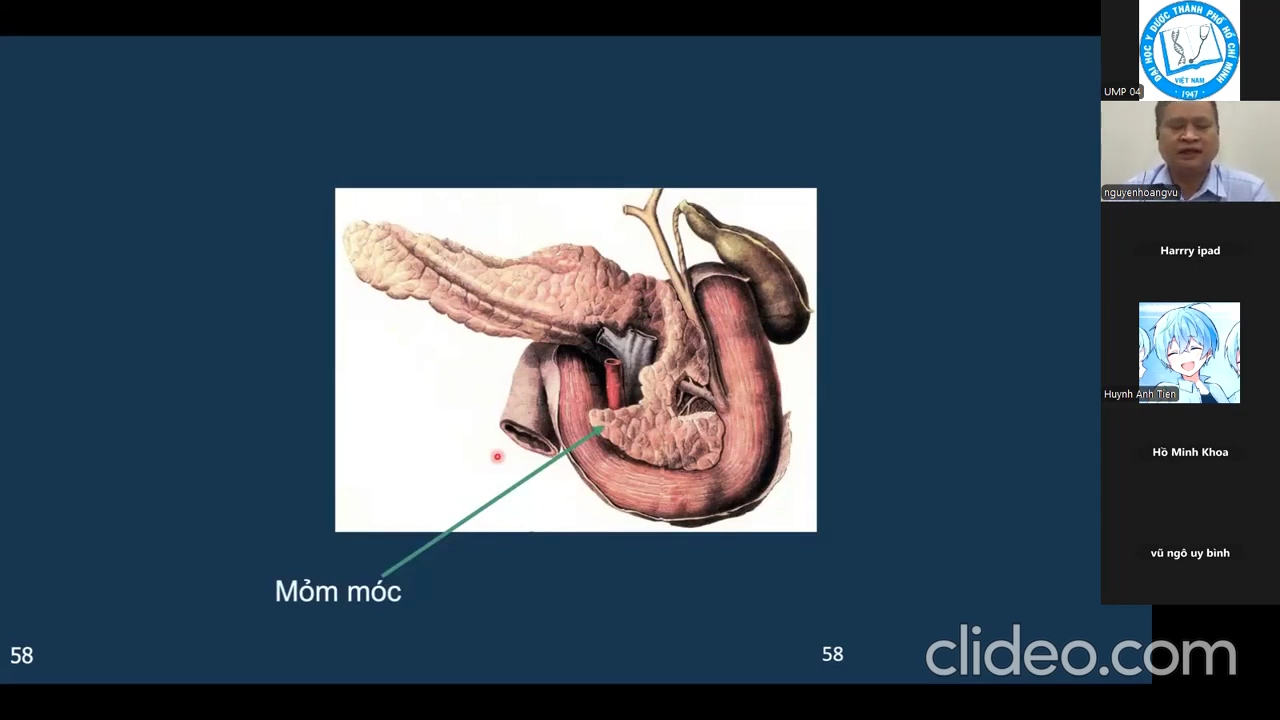 Mỏm móc
58
58
clideo.com
ĐẠI HỌC Y DƯỢC THÀNH PHỐ HỒ CHÍ MINH
VIỆT NAM
1947
UMP 04
nguyenhoangvu
Harrry ipad
Huynh Anh Tien
Hồ Minh Khoa
vũ ngô uy bình